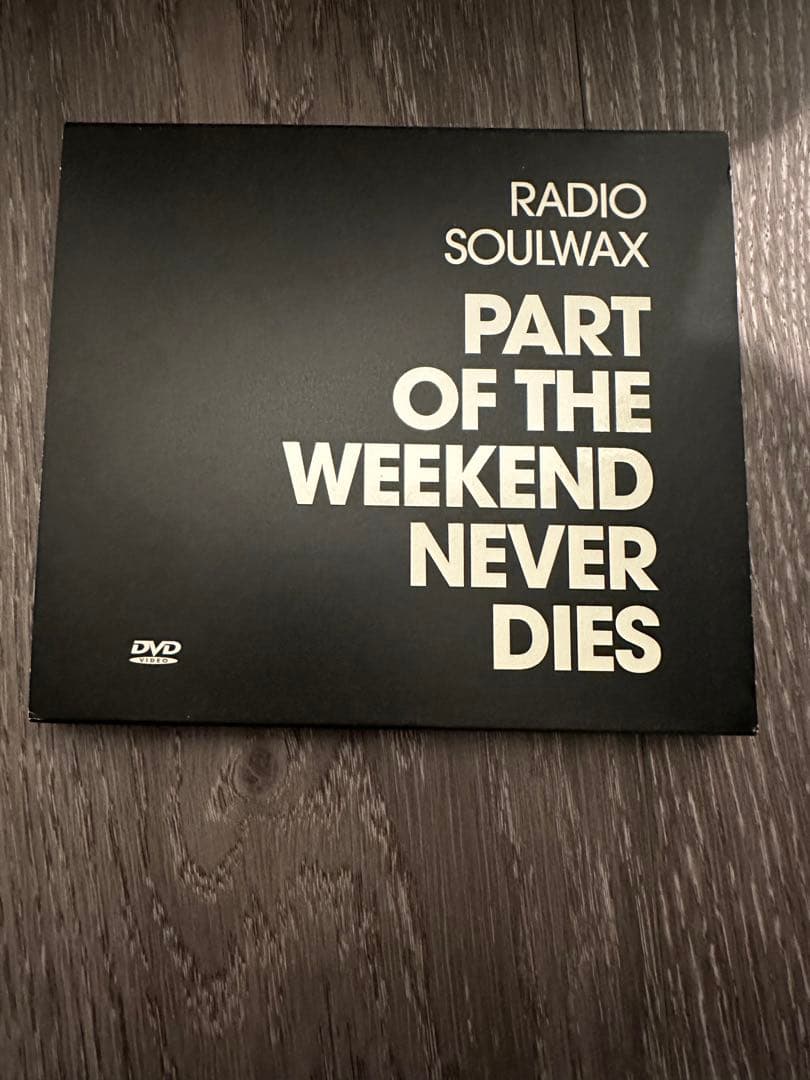 RADIO
SOULWAX
PART
OF THE
WEEKEND
NEVER
DIES
DVD
VIDEO